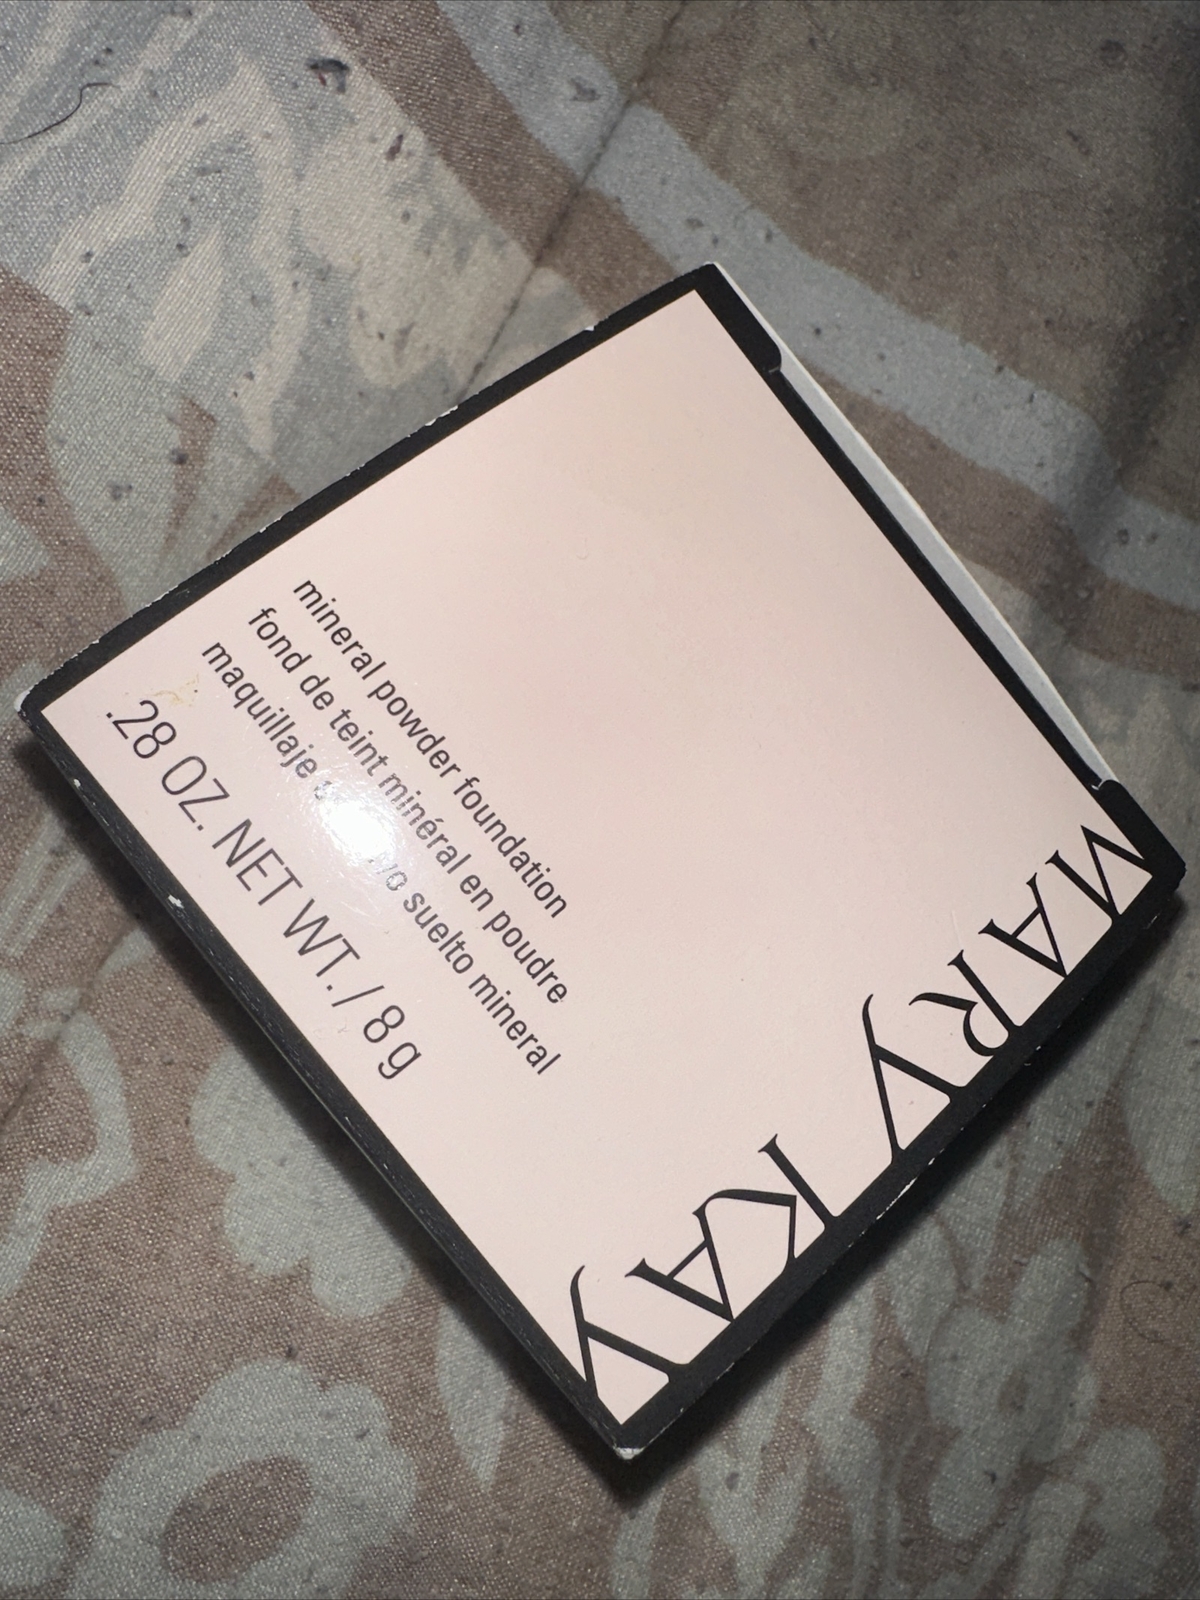 MARY KAY
mineral powder foundation
fond de teint minéral en poudre
maquillaje suelto mineral
.28 OZ. NET WT. / 8 g